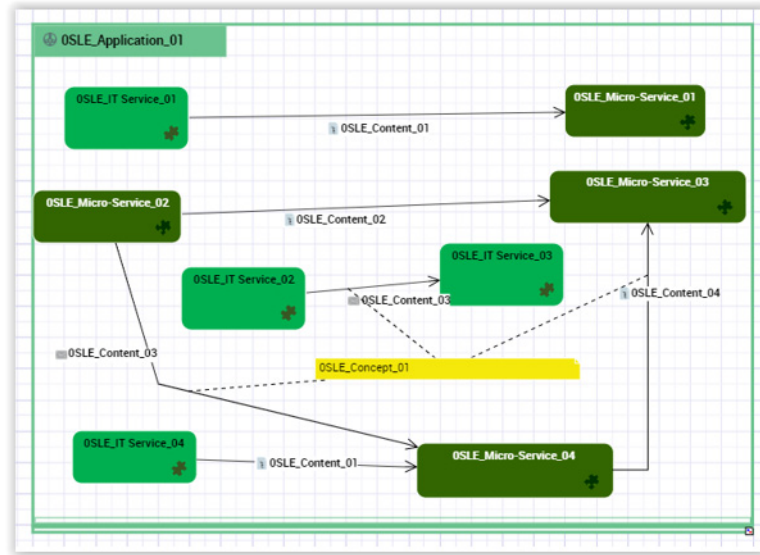 0SLE_Application_01
0SLE_IT Service_01
0SLE_Micro-Service_01
0SLE_Content_01
0SLE_Micro-Service_02
0SLE_Micro-Service_03
0SLE_Content_02
0SLE_IT Service_02
0SLE_IT Service_03
0SLE_Content_03
0SLE_Content_04
0SLE_Content_03
0SLE_Concept_01
0SLE_IT Service_04
0SLE_Content_01
0SLE_Micro-Service_04